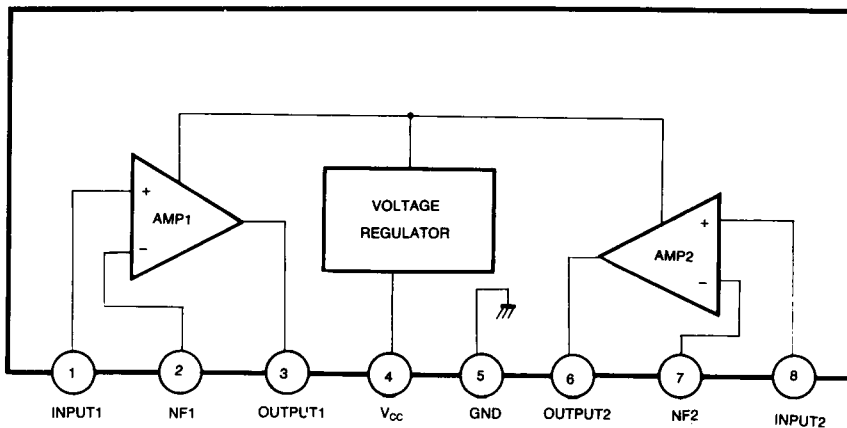 +
AMP1
−
VOLTAGE
REGULATOR
+
AMP2
−
1
2
3
4
5
6
7
8
INPUT1
NF1
OUTPUT1
Vcc
GND
OUTPUT2
NF2
INPUT2